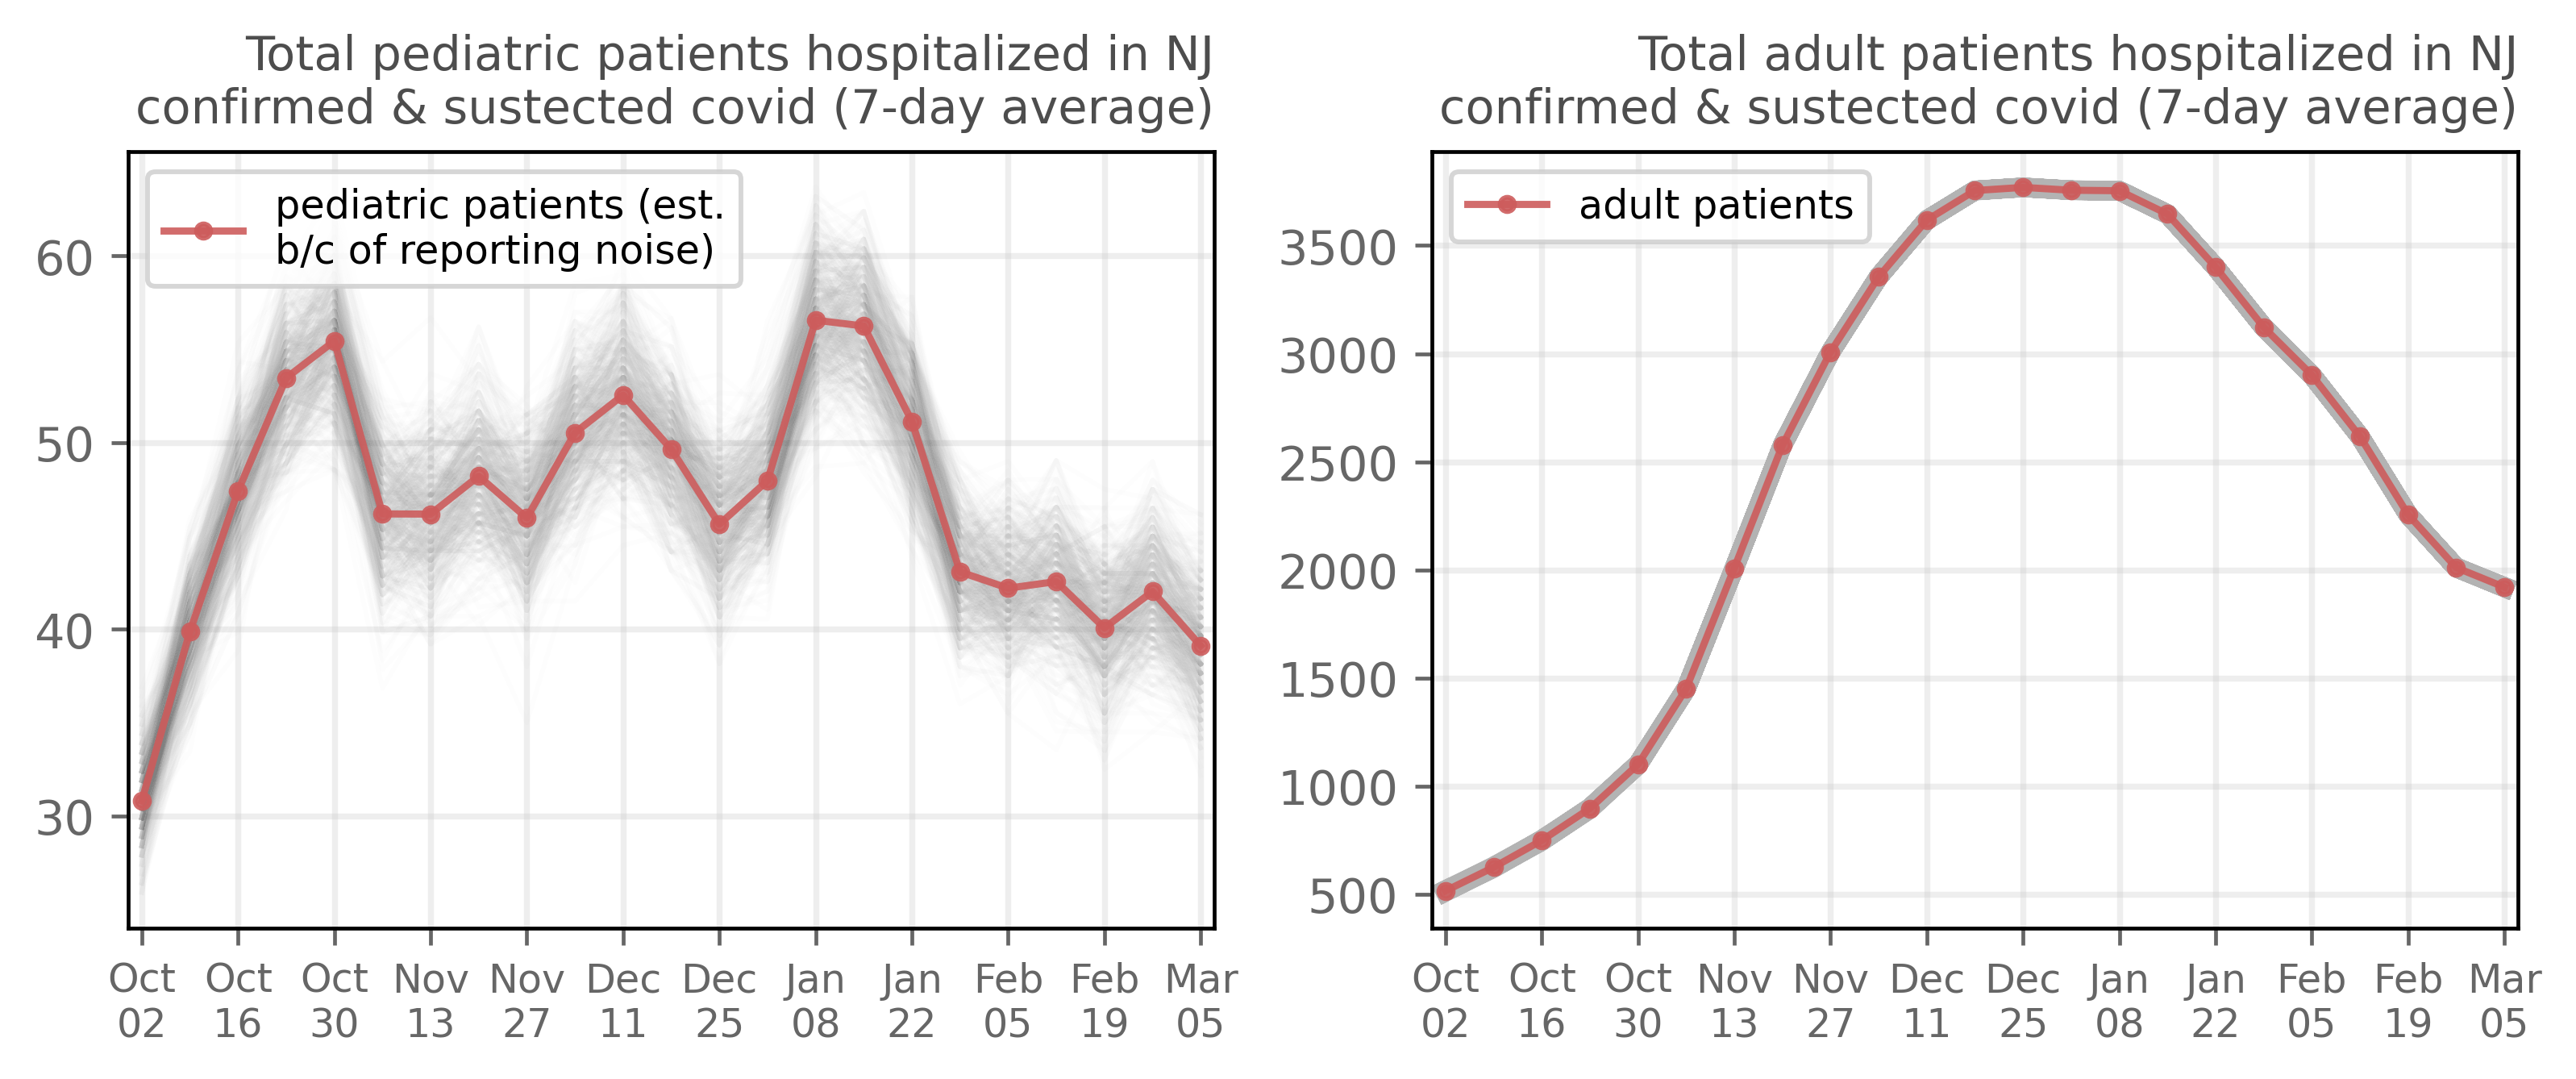 Total pediatric patients hospitalized in NJ
confirmed & sustected covid (7-day average)
pediatric patients (est.
b/c of reporting noise)
60
50
40
30
Oct Oct Oct Nov Nov Dec Dec Jan Jan Feb Feb Mar
02 16 30 13 27 11 25 08 22 05 19 05
Total adult patients hospitalized in NJ
confirmed & sustected covid (7-day average)
adult patients
3500
3000
2500
2000
1500
1000
500
Oct Oct Oct Nov Nov Dec Dec Jan Jan Feb Feb Mar
02 16 30 13 27 11 25 08 22 05 19 05